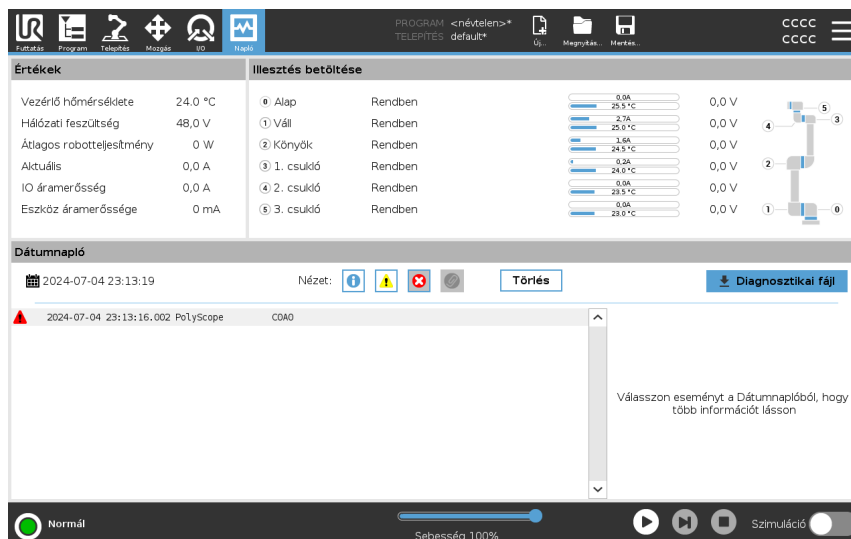 PROGRAM <névtelen>*
TELEPÍTÉS default*
CCCC
CCCC
Futtatás Program Telepítés Mozgás I/O Napló Új... Megnyitás... Mentés...
Értékek
Illesztés betöltése
Vezérlő hőmérséklete 24.0 °C
Hálózati feszültség 48,0 V
Átlagos robotteljesítmény 0 W
Aktuális 0,0 A
IO áramerősség 0,0 A
Eszköz áramerőssége 0 mA
0 Alap Rendben 0,0A 25.5 °C 0,0 V
1 Váll Rendben 2,7A 25.0 °C 0,0 V
2 Könyök Rendben 1,6A 24.5 °C 0,0 V
3 1. csukló Rendben 0,2A 24.0 °C 0,0 V
4 2. csukló Rendben 0,0A 23.5 °C 0,0 V
5 3. csukló Rendben 0,0A 23.0 °C 0,0 V
5
4 3
2
1 0
Dátumnapló
2024-07-04 23:13:19 Nézet: Törlés Diagnosztikai fájl
2024-07-04 23:13:16.002 PolyScope C0A0
Válasszon eseményt a Dátumnaplóból, hogy
több információt lásson
Normál
Sebesség 100%
Szimuláció